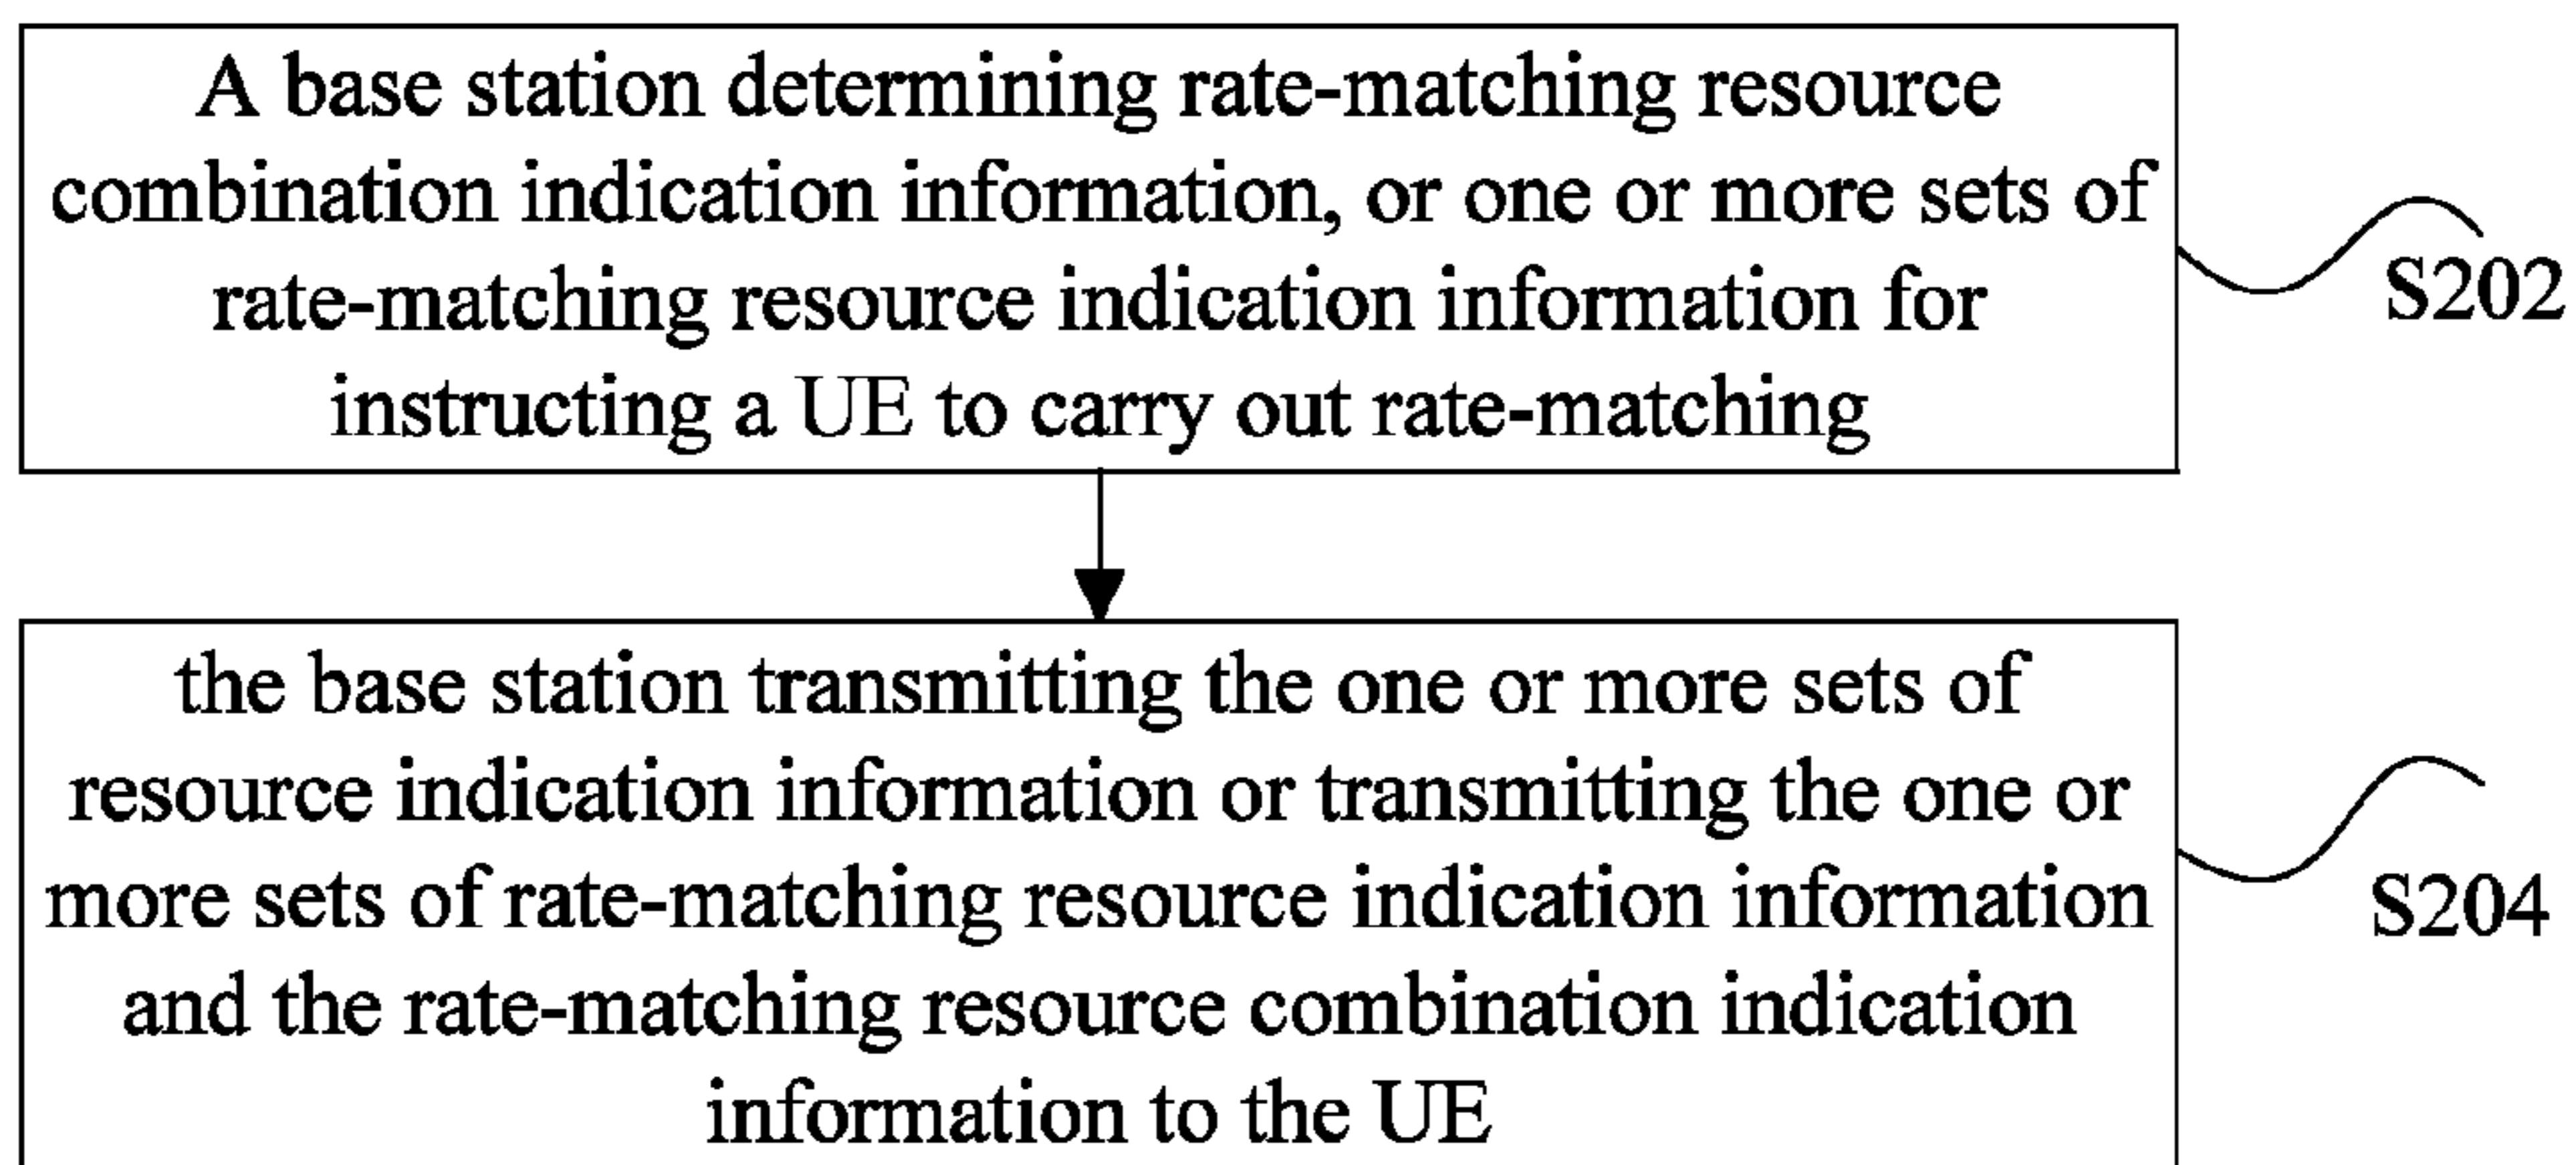 A base station determining rate-matching resource
combination indication information, or one or more sets of
rate-matching resource indication information for
instructing a UE to carry out rate-matching
S202
the base station transmitting the one or more sets of
resource indication information or transmitting the one or
more sets of rate-matching resource indication information
and the rate-matching resource combination indication
information to the UE
S204